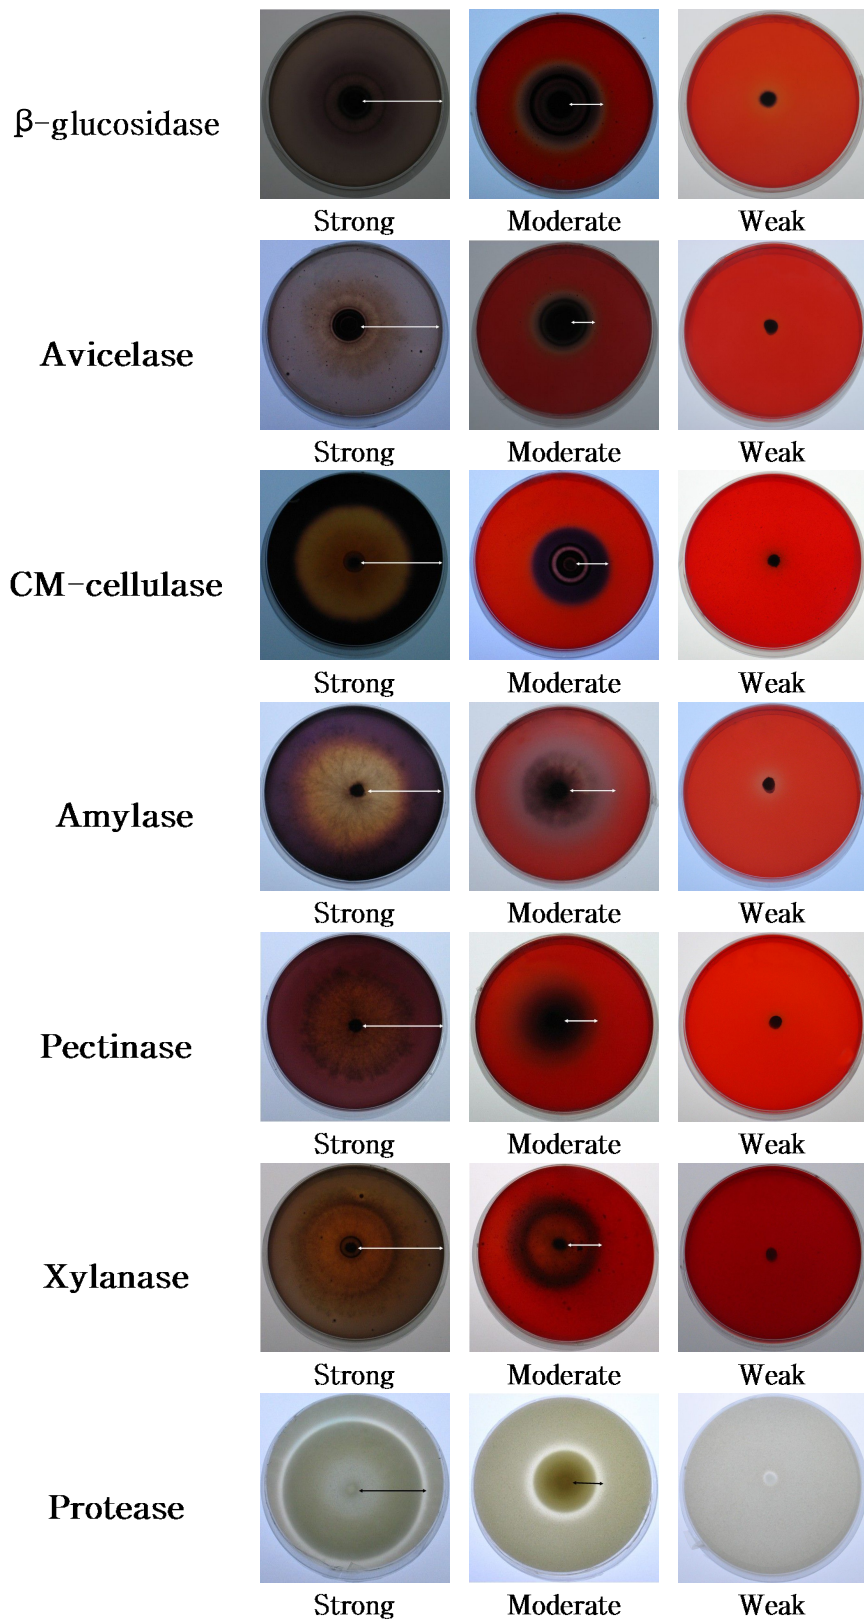 β-glucosidase
Strong Moderate Weak
Avicelase
Strong Moderate Weak
CM-cellulase
Strong Moderate Weak
Amylase
Strong Moderate Weak
Pectinase
Strong Moderate Weak
Xylanase
Strong Moderate Weak
Protease
Strong Moderate Weak